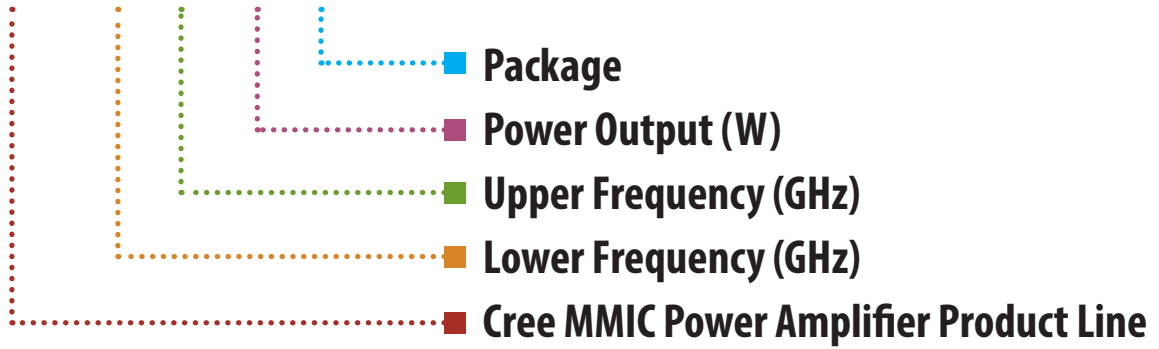 Package
Power Output (W)
Upper Frequency (GHz)
Lower Frequency (GHz)
Cree MMIC Power Amplifier Product Line